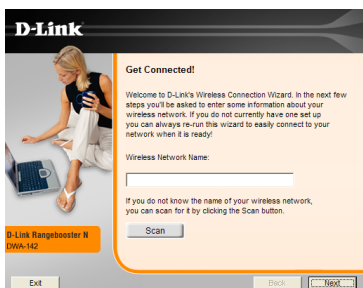 D-Link
Get Connected!
Welcome to D-Link's Wireless Connection Wizard. In the next few
steps you'll be asked to enter some information about your
wireless network. If you do not currently have one set up
you can always re-run this wizard to easily connect to your
network when it is ready!
Wireless Network Name:
If you do not know the name of your wireless network,
you can scan for it by clicking the Scan button.
Scan
D-Link Rangebooster N
DWA-142
Exit
Back
Next